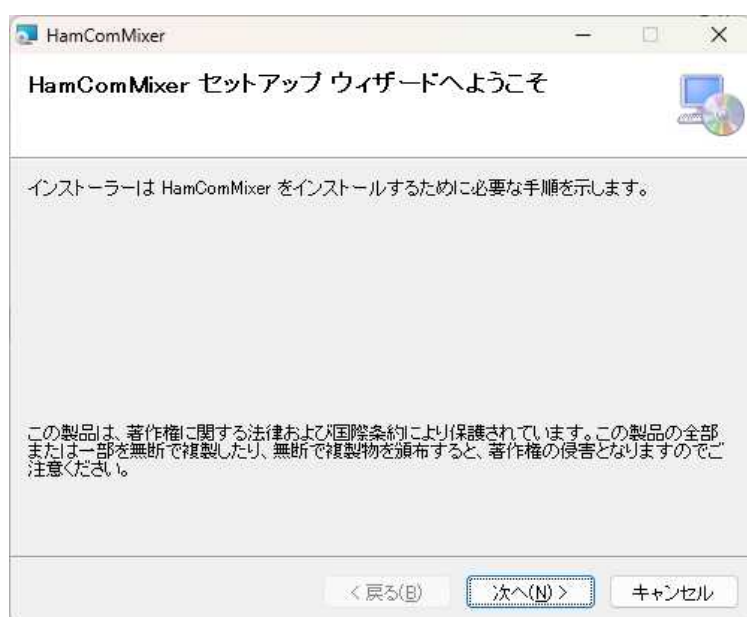 HamComMixer
HamComMixer セットアップ ウィザードへようこそ
インストーラーは HamComMixer をインストールするために必要な手順を示します。
この製品は、著作権に関する法律および国際条約により保護されています。この製品の全部
または一部を無断で複製したり、無断で複製物を頒布すると、著作権の侵害となりますのでご
注意ください。
< 戻る(B) 次へ(N) > キャンセル